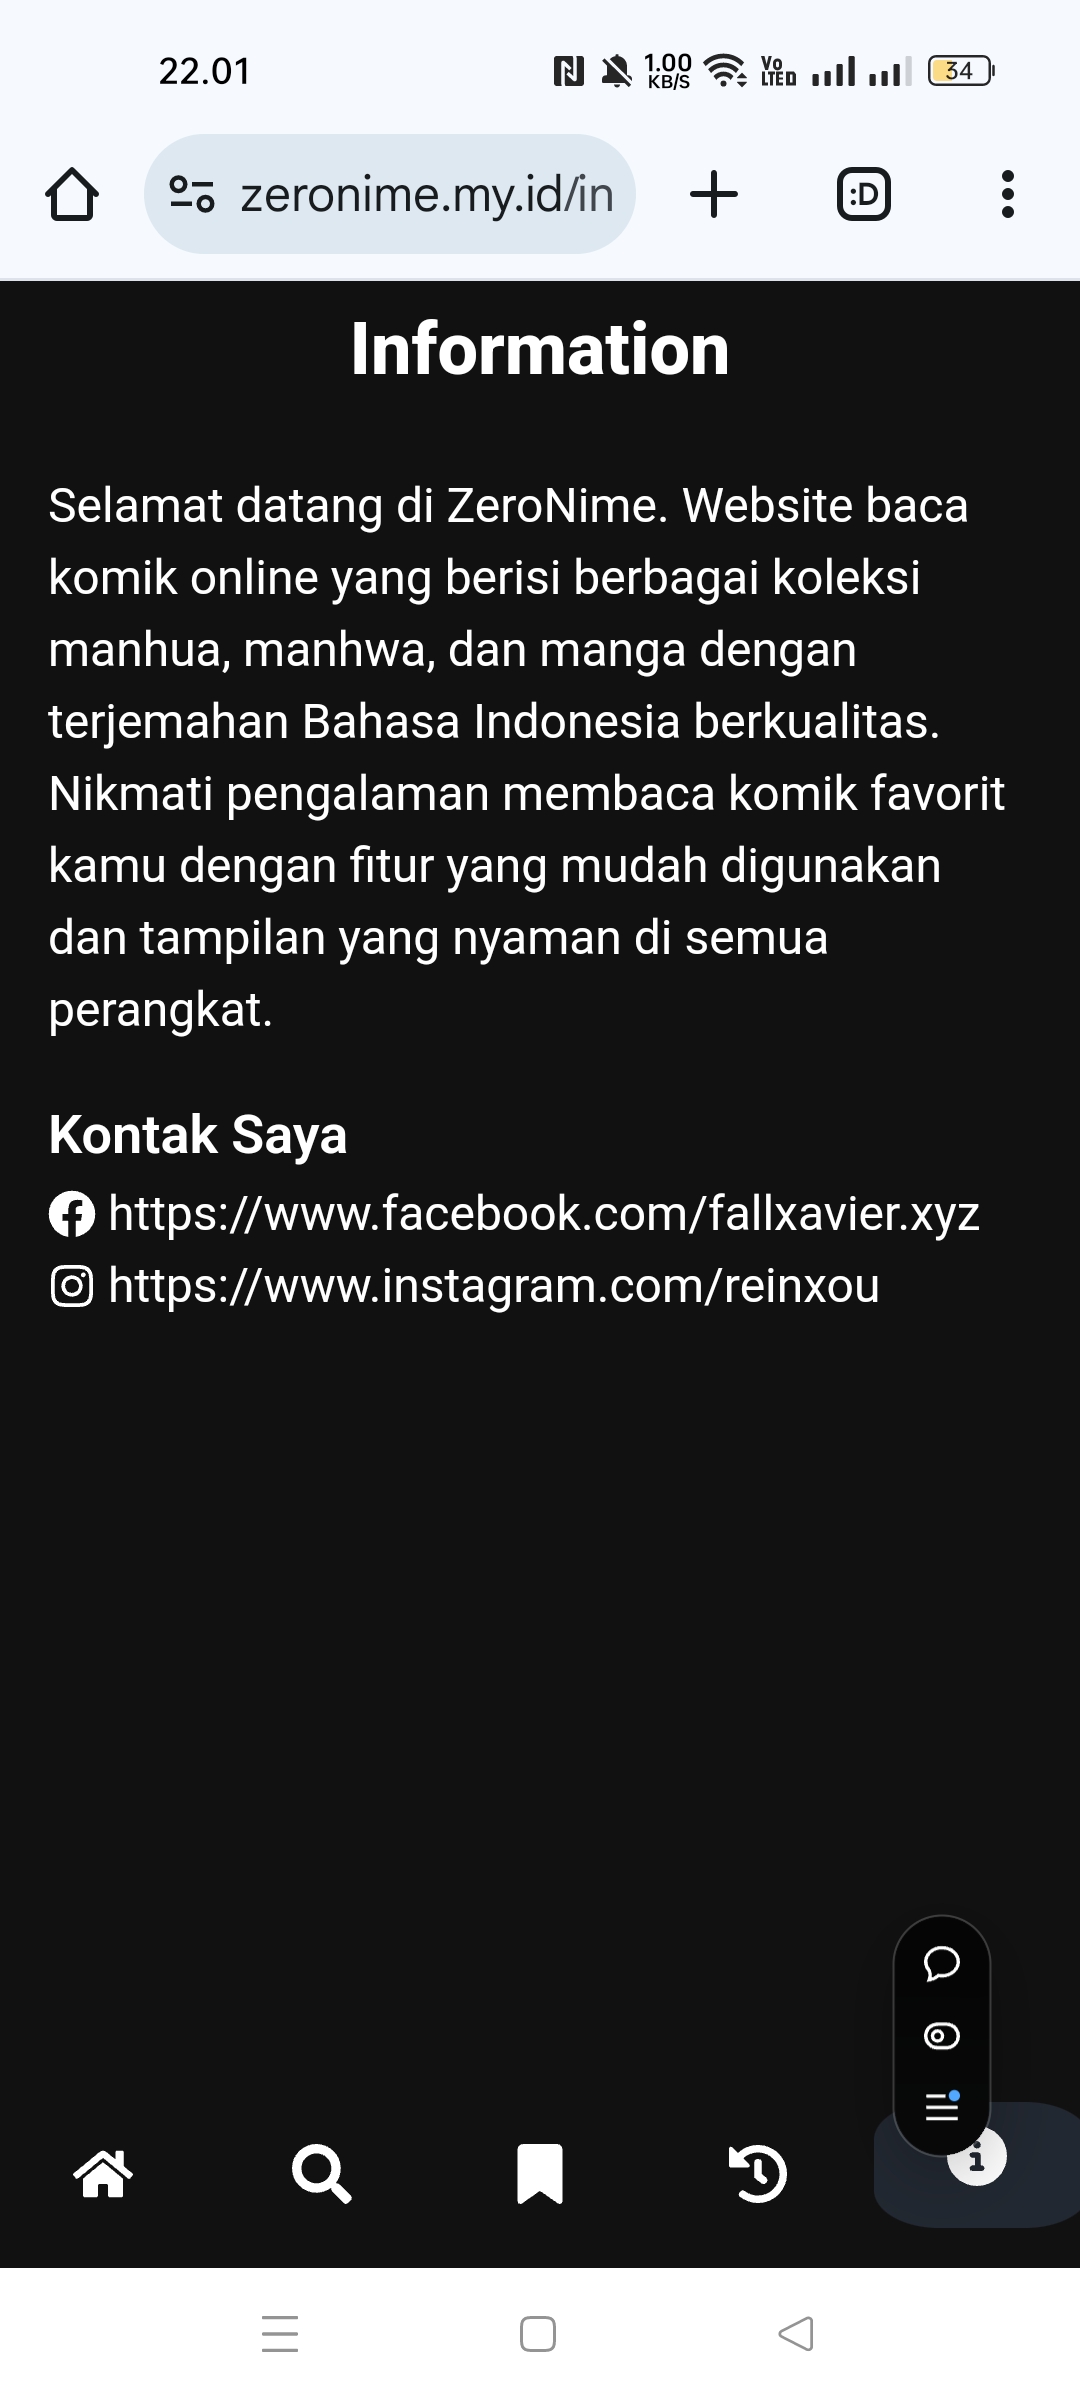 22.01
1.00
KB/S
Vo
LTED
34
zeronime.my.id/in
:D
Information
Selamat datang di ZeroNime. Website baca
komik online yang berisi berbagai koleksi
manhua, manhwa, dan manga dengan
terjemahan Bahasa Indonesia berkualitas.
Nikmati pengalaman membaca komik favorit
kamu dengan fitur yang mudah digunakan
dan tampilan yang nyaman di semua
perangkat.
Kontak Saya
https://www.facebook.com/fallxavier.xyz
https://www.instagram.com/reinxou